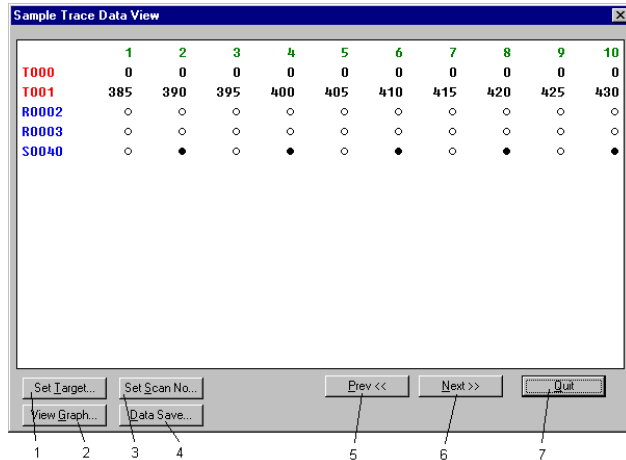 Sample Trace Data View
1 2 3 4 5 6 7 8 9 10
T000 0 0 0 0 0 0 0 0 0 0
T001 385 390 395 400 405 410 415 420 425 430
R0002
R0003
S0040
Set Target... Set Scan No... Prev << Next >> Quit
View Graph... Data Save...
1 2 3 4 5 6 7